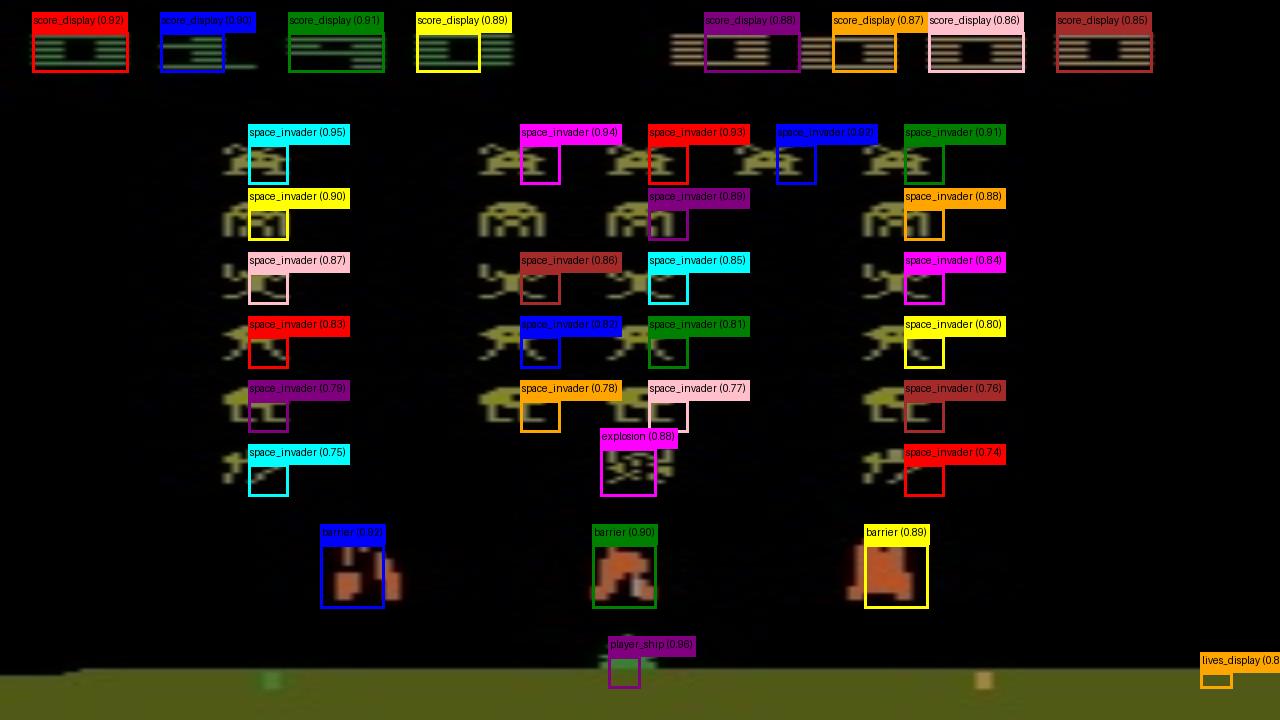 score_display (0.92) score_display (0.90) score_display (0.91) score_display (0.89) score_display (0.88) score_display (0.87) score_display (0.86) score_display (0.85)
space_invader (0.95) space_invader (0.94) space_invader (0.93) space_invader (0.92) space_invader (0.91)
space_invader (0.90) space_invader (0.89) space_invader (0.88)
space_invader (0.87) space_invader (0.86) space_invader (0.85) space_invader (0.84)
space_invader (0.83) space_invader (0.82) space_invader (0.81) space_invader (0.80)
space_invader (0.79) space_invader (0.78) space_invader (0.77) space_invader (0.76)
explosion (0.88)
space_invader (0.75) space_invader (0.74)
barrier (0.92) barrier (0.90) barrier (0.89)
player_ship (0.96)
lives_display (0.8